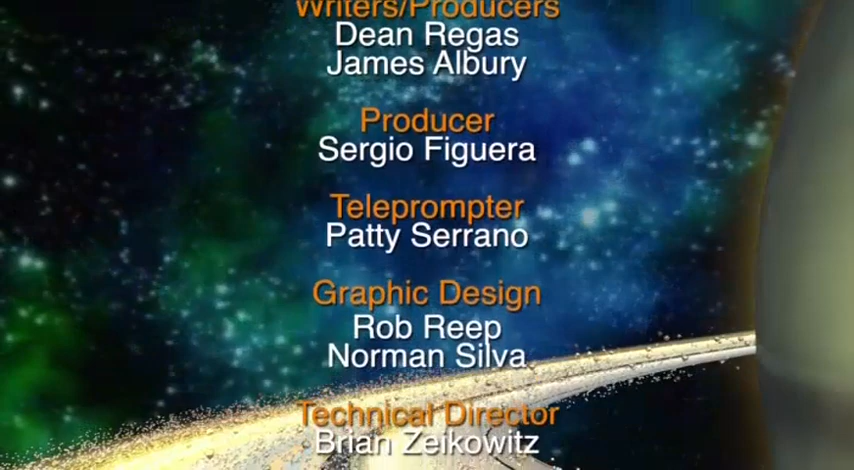 Writers/Producers
Dean Regas
James Albury
Producer
Sergio Figuera
Teleprompter
Patty Serrano
Graphic Design
Rob Reep
Norman Silva
Technical Director
Brian Zeikowitz